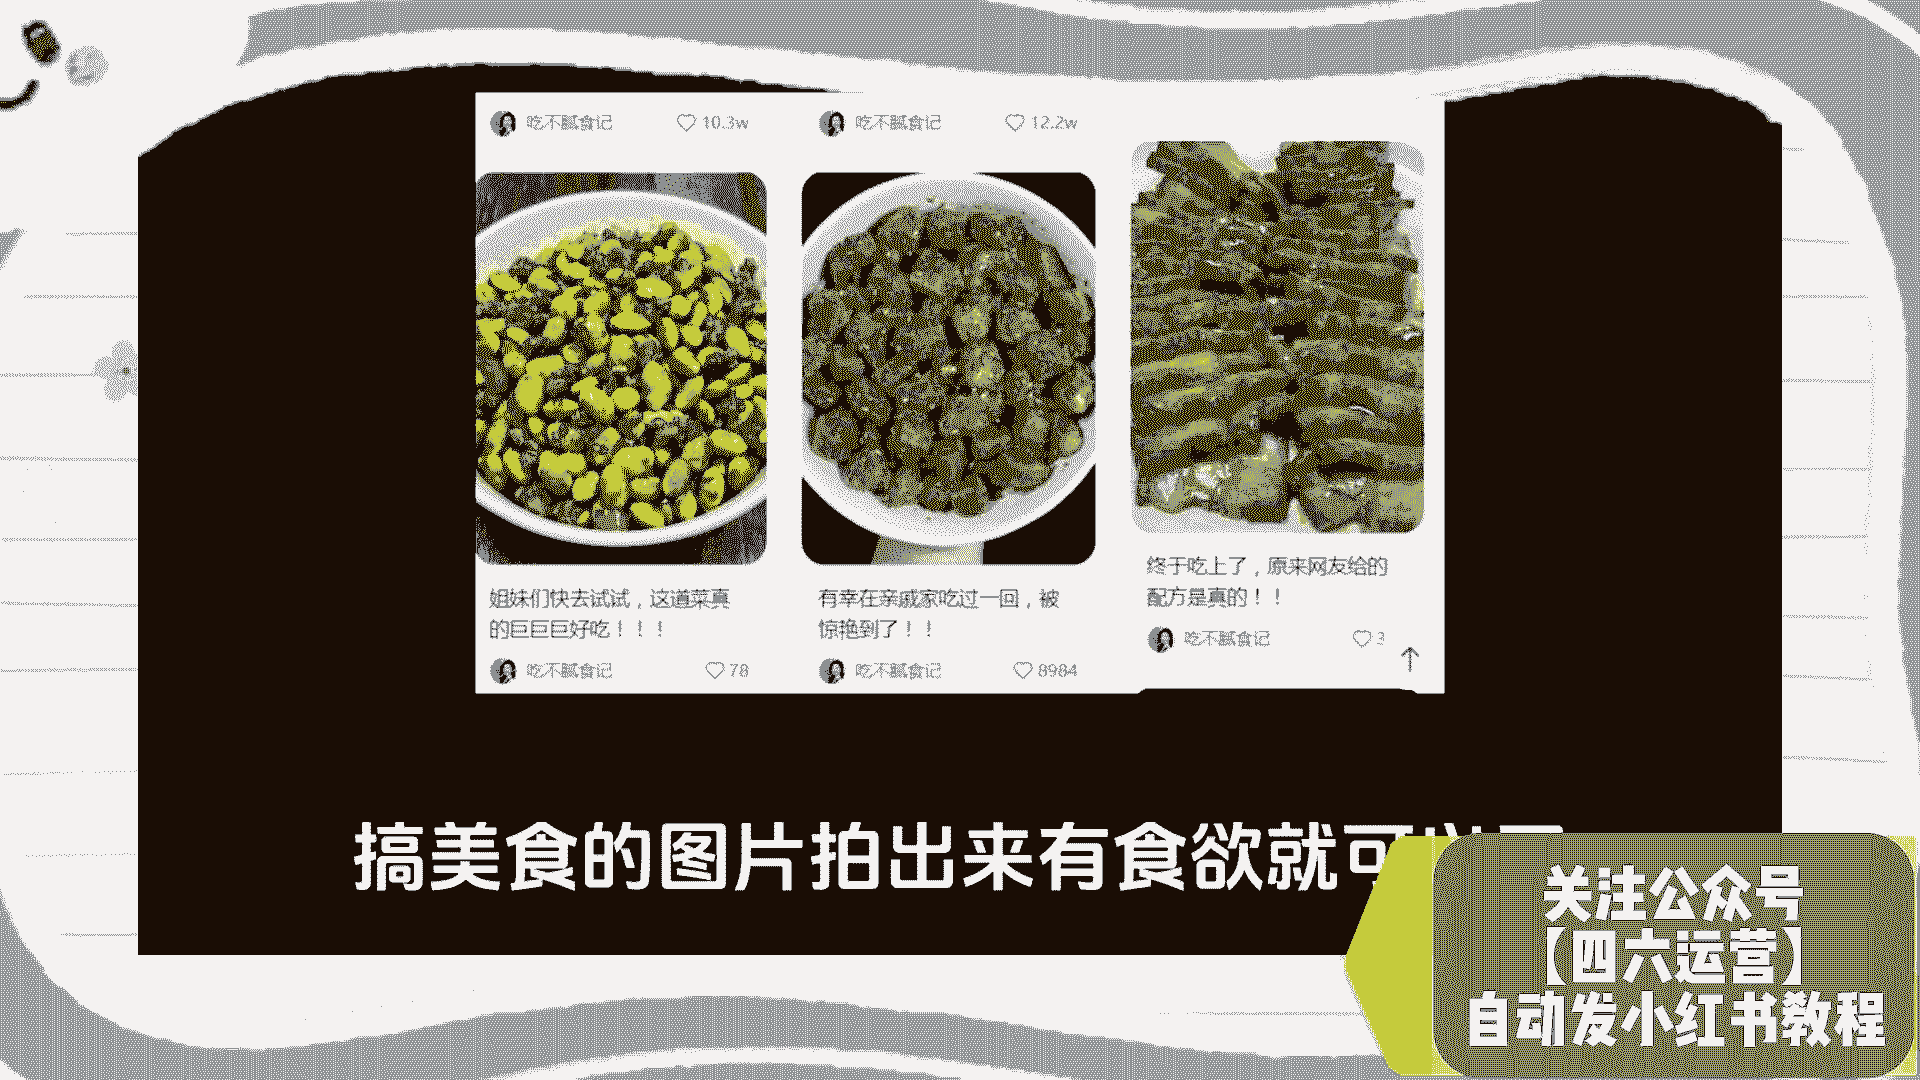 吃不腻食记 10.3w
吃不腻食记 12.2w
姐妹们快去试试，这道菜真
的巨巨巨好吃！！！
吃不腻食记 78
有幸在亲戚家吃过一回，被
惊艳到了！！
吃不腻食记 8984
终于吃上了，原来网友给的
配方是真的！！
吃不腻食记 3
搞美食的图片拍出来有食欲就可
关注公众号
【四六运营】
自动发小红书教程